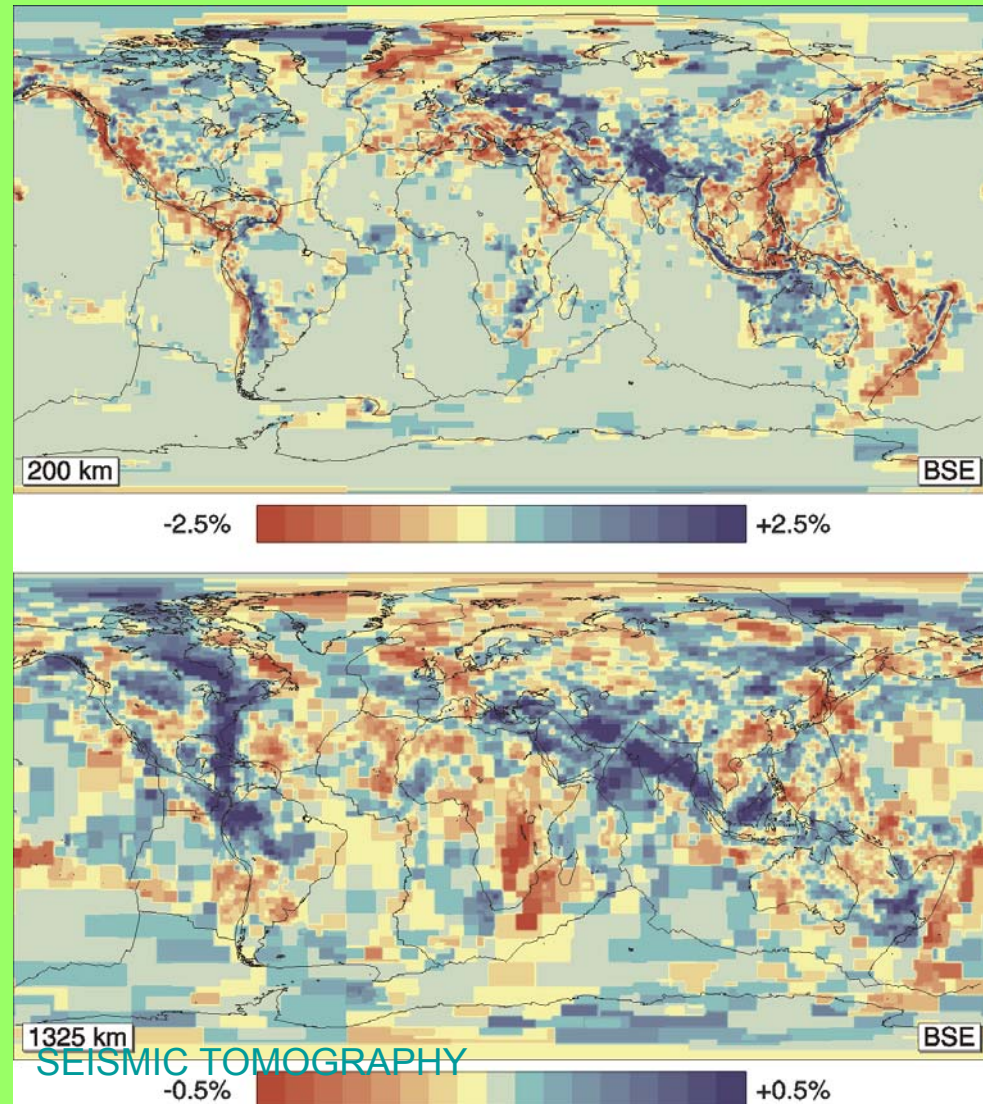 200 km
BSE
-2.5%
+2.5%
1325 km
BSE
SEISMIC TOMOGRAPHY
-0.5%
+0.5%